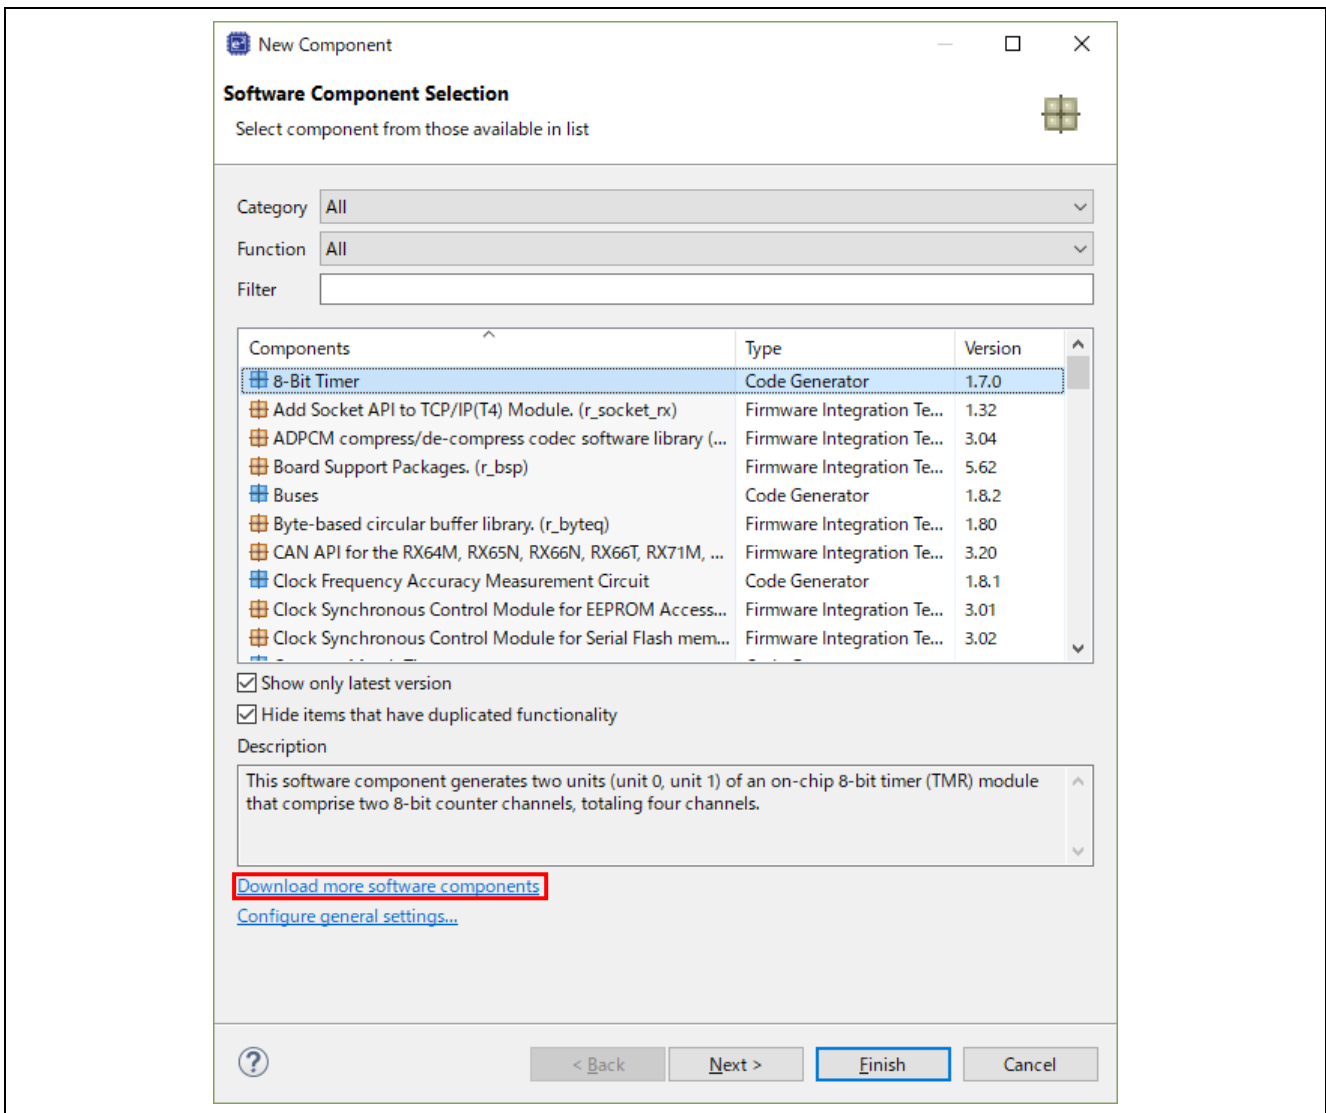 New Component
Software Component Selection
Select component from those available in list
Category All
Function All
Filter
Components Type Version
8-Bit Timer Code Generator 1.7.0
Add Socket API to TCP/IP(T4) Module. (r_socket_rx) Firmware Integration Te... 1.32
ADPCM compress/de-compress codec software library (... Firmware Integration Te... 3.04
Board Support Packages. (r_bsp) Firmware Integration Te... 5.62
Buses Code Generator 1.8.2
Byte-based circular buffer library. (r_byteq) Firmware Integration Te... 1.80
CAN API for the RX64M, RX65N, RX66N, RX66T, RX71M, ... Firmware Integration Te... 3.20
Clock Frequency Accuracy Measurement Circuit Code Generator 1.8.1
Clock Synchronous Control Module for EEPROM Access... Firmware Integration Te... 3.01
Clock Synchronous Control Module for Serial Flash mem... Firmware Integration Te... 3.02
Show only latest version
Hide items that have duplicated functionality
Description
This software component generates two units (unit 0, unit 1) of an on-chip 8-bit timer (TMR) module
that comprise two 8-bit counter channels, totaling four channels.
Download more software components
Configure general settings...
< Back Next > Finish Cancel